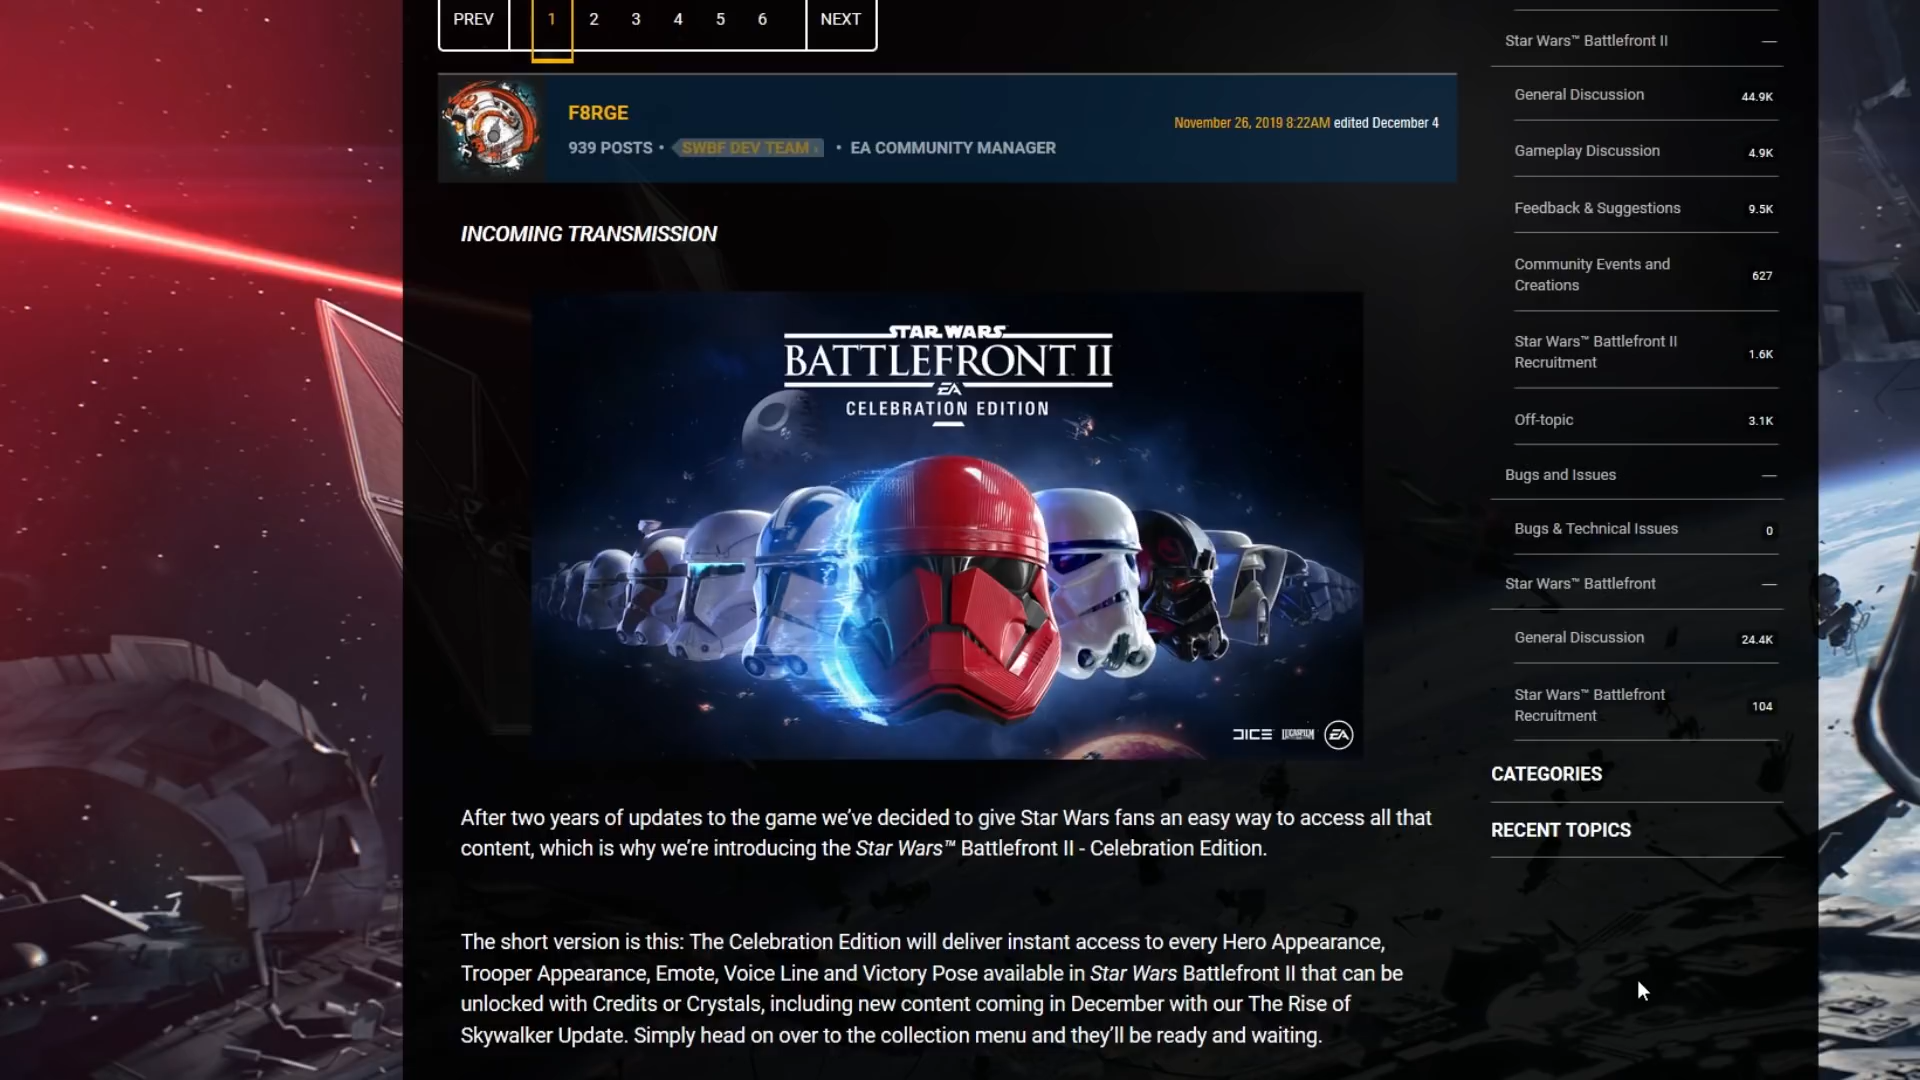 PREV 1 2 3 4 5 6 NEXT
F8RGE
939 POSTS • SWBF DEV TEAM • EA COMMUNITY MANAGER
November 26, 2019 8:22AM edited December 4
INCOMING TRANSMISSION
STAR WARS
BATTLEFRONT II
EA
CELEBRATION EDITION
DICE LUCASFILM EA
After two years of updates to the game we’ve decided to give Star Wars fans an easy way to access all that
content, which is why we’re introducing the Star Wars™ Battlefront II - Celebration Edition.
The short version is this: The Celebration Edition will deliver instant access to every Hero Appearance,
Trooper Appearance, Emote, Voice Line and Victory Pose available in Star Wars Battlefront II that can be
unlocked with Credits or Crystals, including new content coming in December with our The Rise of
Skywalker Update. Simply head on over to the collection menu and they’ll be ready and waiting.
Star Wars™ Battlefront II —
General Discussion 44.9K
Gameplay Discussion 4.9K
Feedback & Suggestions 9.5K
Community Events and
Creations 627
Star Wars™ Battlefront II
Recruitment 1.6K
Off-topic 3.1K
Bugs and Issues —
Bugs & Technical Issues 0
Star Wars™ Battlefront —
General Discussion 24.4K
Star Wars™ Battlefront
Recruitment 104
CATEGORIES
RECENT TOPICS